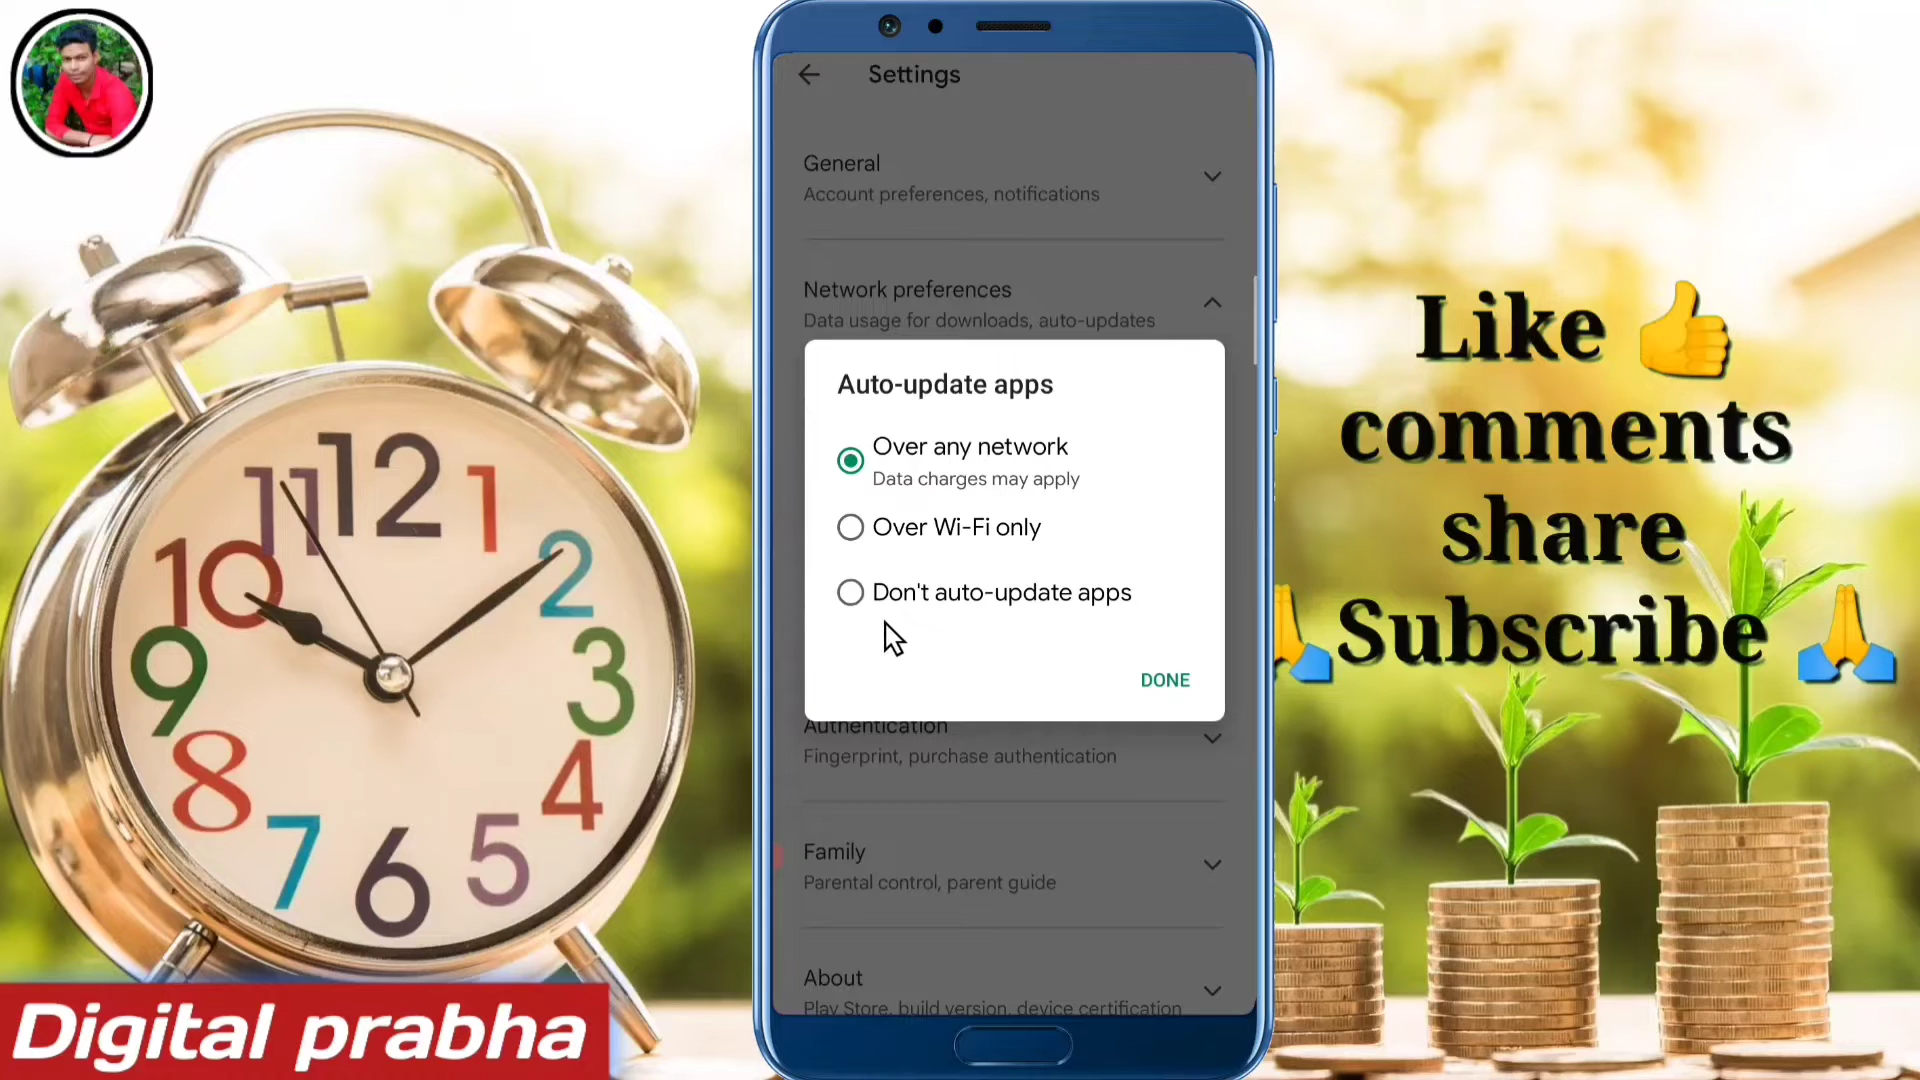 Settings
General
Account preferences, notifications
Network preferences
Data usage for downloads, auto-updates
Auto-update apps
Over any network
Data charges may apply
Over Wi-Fi only
Don't auto-update apps
DONE
Authentication
Fingerprint, purchase authentication
Family
Parental control, parent guide
About
Play Store, build version, device certification
Like 👍
comments
share
🙏Subscribe 🙏
12
1
2
3
4
5
6
7
8
9
10
11
Digital prabha